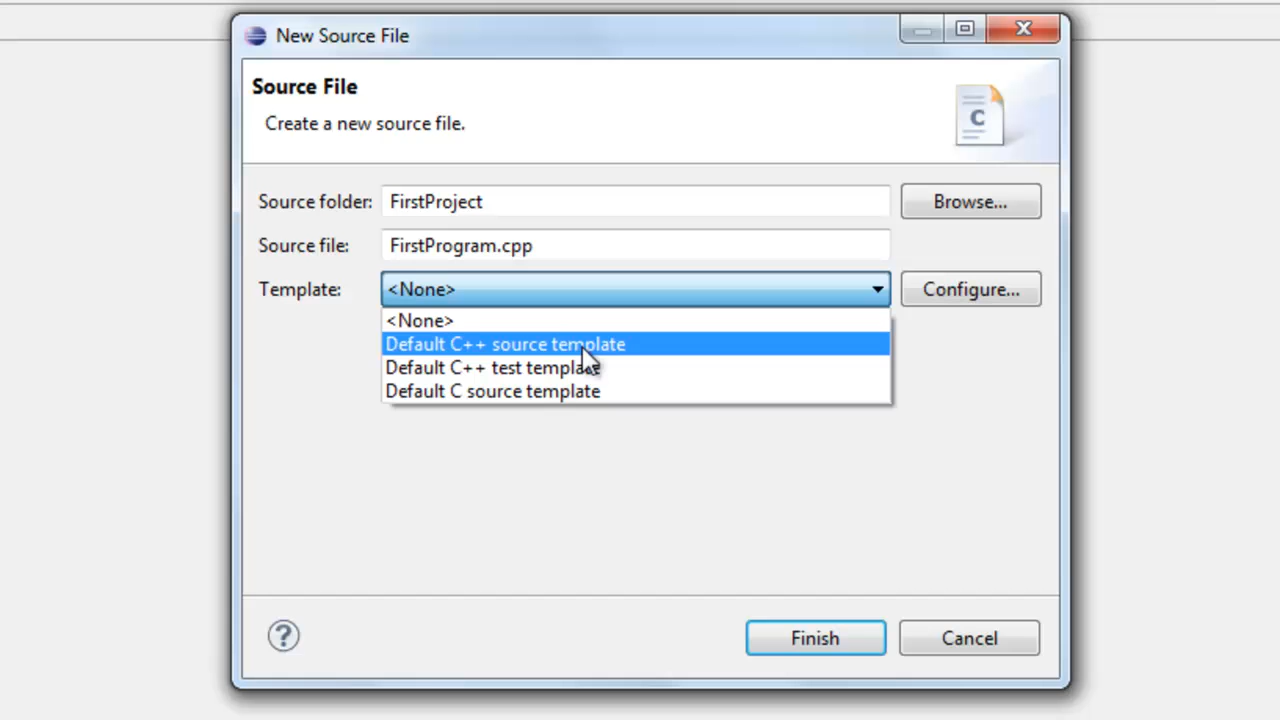 New Source File
Source File
Create a new source file.
C
Source folder: FirstProject Browse...
Source file: FirstProgram.cpp
Template: <None> Configure...
<None>
Default C++ source template
Default C++ test template
Default C source template
? Finish Cancel